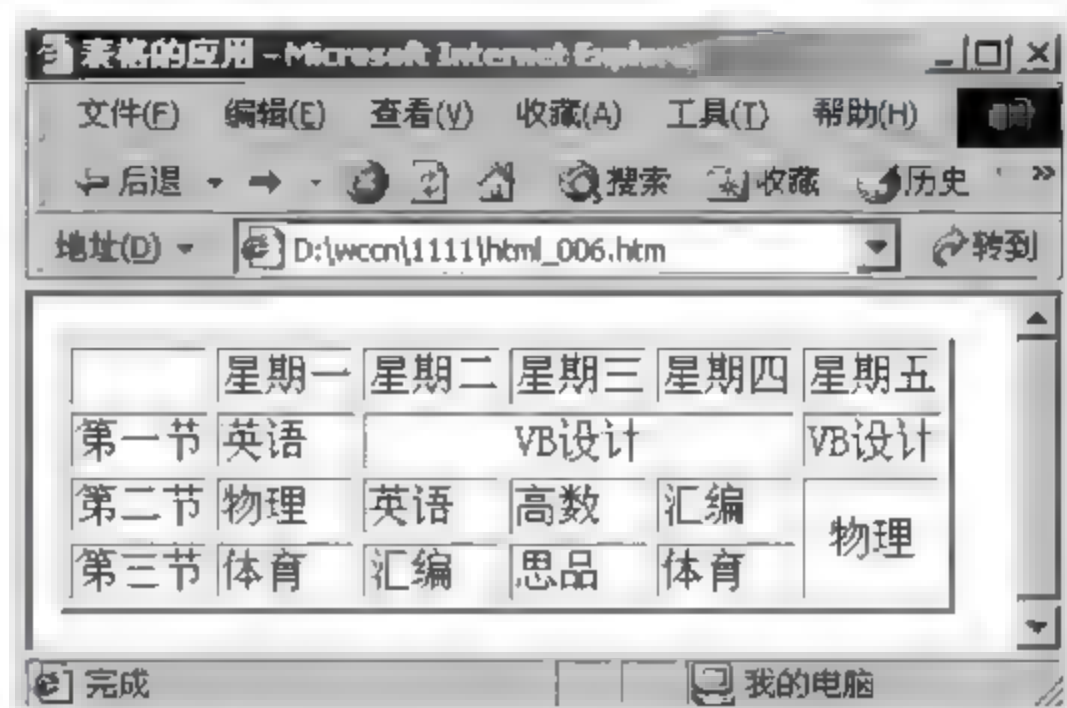 表格的应用 - Microsoft Internet Explorer
文件(F) 编辑(E) 查看(V) 收藏(A) 工具(T) 帮助(H)
后退 搜索 收藏 历史 »
地址(D) D:\wccn\1111\html_006.htm 转到
星期一 星期二 星期三 星期四 星期五
第一节 英语 VB设计 VB设计
第二节 物理 英语 高数 汇编 物理
第三节 体育 汇编 思品 体育
完成 我的电脑